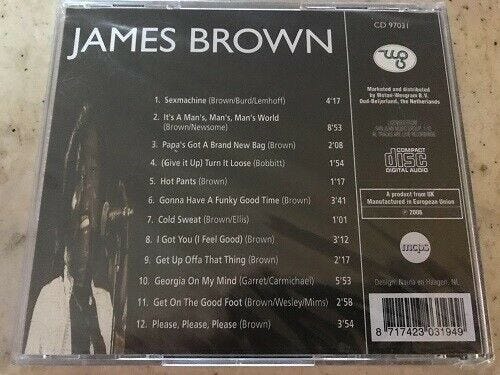 JAMES BROWN
CD 97031
Marketed and distributed
by Weton-Wesgram B.V.
Oud-Beijerland, the Netherlands
1. Sexmachine (Brown/Burd/Lemhoff) 4'17
2. It's A Man's, Man's, Man's World
(Brown/Newsome) 8'53
3. Papa's Got A Brand New Bag (Brown) 2'08
4. (Give it Up) Turn It Loose (Bobbitt) 1'54
5. Hot Pants (Brown) 1'17
6. Gonna Have A Funky Good Time (Brown) 3'41
7. Cold Sweat (Brown/Ellis) 1'01
8. I Got You (I Feel Good) (Brown) 3'12
9. Get Up Offa That Thing (Brown) 2'17
10. Georgia On My Mind (Garret/Carmichael) 5'53
11. Get On The Good Foot (Brown/Wesley/Mims) 2'58
12. Please, Please, Please (Brown) 3'54
COMPACT
disc
DIGITAL AUDIO
A product from UK
Manufactured in European Union
℗ 2006
mcps
Design: Nauta en Haagen, NL
8 717423 031949